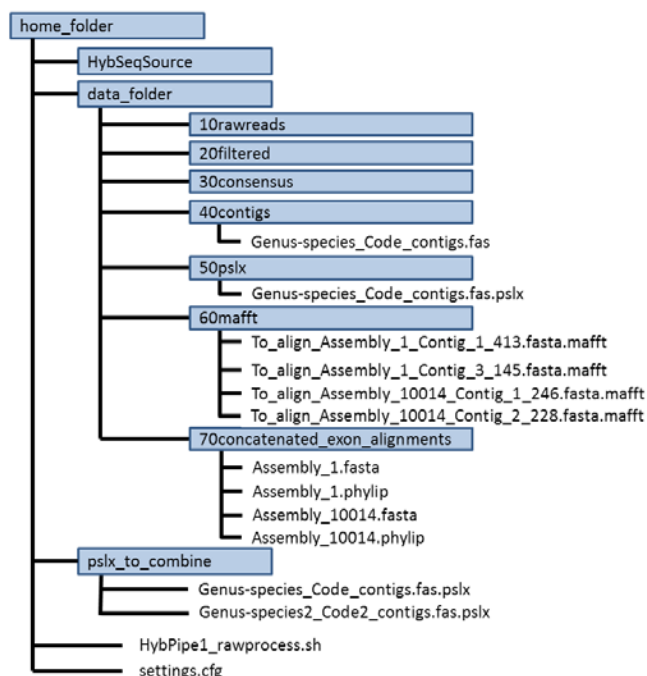 home_folder
HybSeqSource
data_folder
10rawreads
20filtered
30consensus
40contigs
Genus-species_Code_contigs.fas
50pslx
Genus-species_Code_contigs.fas.pslx
60mafft
To_align_Assembly_1_Contig_1_413.fasta.mafft
To_align_Assembly_1_Contig_3_145.fasta.mafft
To_align_Assembly_10014_Contig_1_246.fasta.mafft
To_align_Assembly_10014_Contig_2_228.fasta.mafft
70concatenated_exon_alignments
Assembly_1.fasta
Assembly_1.phylip
Assembly_10014.fasta
Assembly_10014.phylip
pslx_to_combine
Genus-species_Code_contigs.fas.pslx
Genus-species2_Code2_contigs.fas.pslx
HybPipe1_rawprocess.sh
settings.cfg